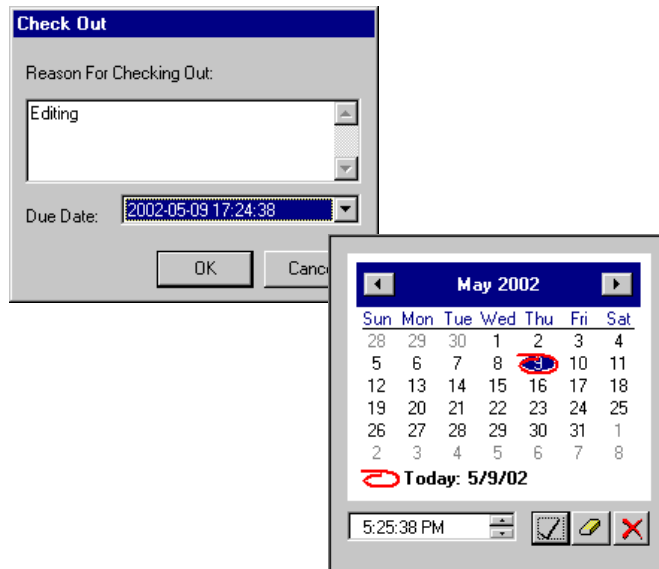 Check Out
Reason For Checking Out:
Editing
Due Date: 2002-05-09 17:24:38
OK Canc
May 2002
Sun Mon Tue Wed Thu Fri Sat
28 29 30 1 2 3 4
5 6 7 8 9 10 11
12 13 14 15 16 17 18
19 20 21 22 23 24 25
26 27 28 29 30 31 1
2 3 4 5 6 7 8
Today: 5/9/02
5:25:38 PM